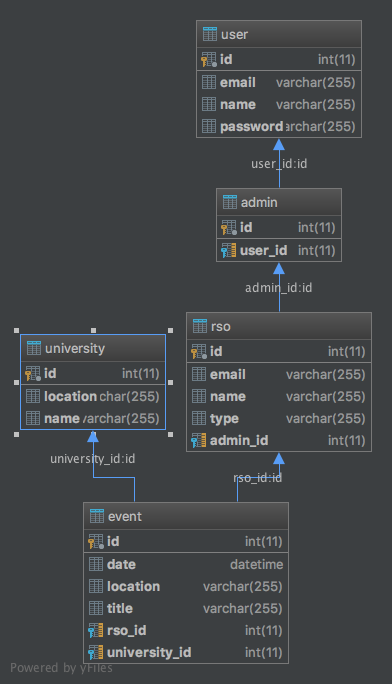 user
id int(11)
email varchar(255)
name varchar(255)
password varchar(255)
user_id:id
admin
id int(11)
user_id int(11)
admin_id:id
rso
id int(11)
email varchar(255)
name varchar(255)
type varchar(255)
admin_id int(11)
university
id int(11)
location char(255)
name varchar(255)
university_id:id
rso_id:id
event
id int(11)
date datetime
location varchar(255)
title varchar(255)
rso_id int(11)
university_id int(11)
Powered by yFiles